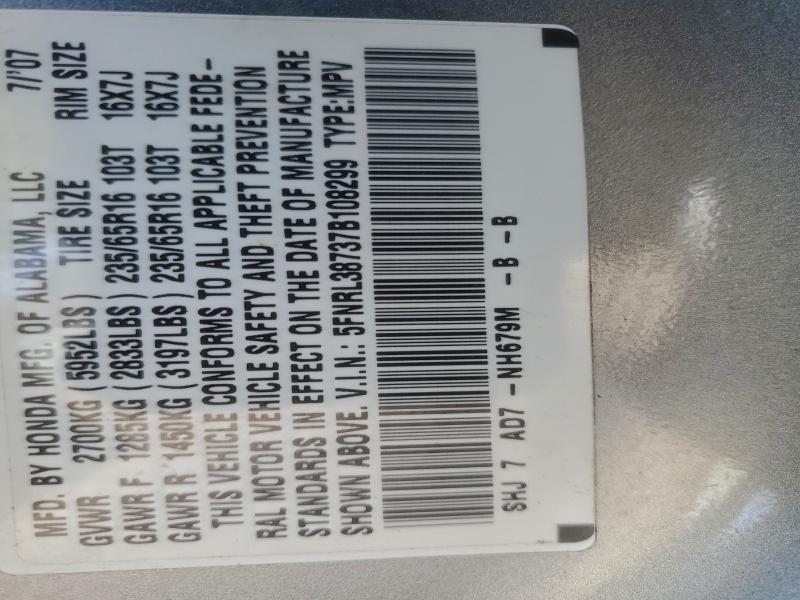 MFD. BY HONDA MFG. OF ALABAMA, LLC 7/'07
GVWR 2700KG (5952LBS) TIRE SIZE RIM SIZE
GAWR F 1285KG (2833LBS) 235/65R16 103T 16X7J
GAWR R 1450KG (3197LBS) 235/65R16 103T 16X7J
THIS VEHICLE CONFORMS TO ALL APPLICABLE FEDE-
RAL MOTOR VEHICLE SAFETY AND THEFT PREVENTION
STANDARDS IN EFFECT ON THE DATE OF MANUFACTURE
SHOWN ABOVE. V.I.N.: 5FNRL38737B108299 TYPE:MPV
SHJ 7 AD7 -NH679M -B -B